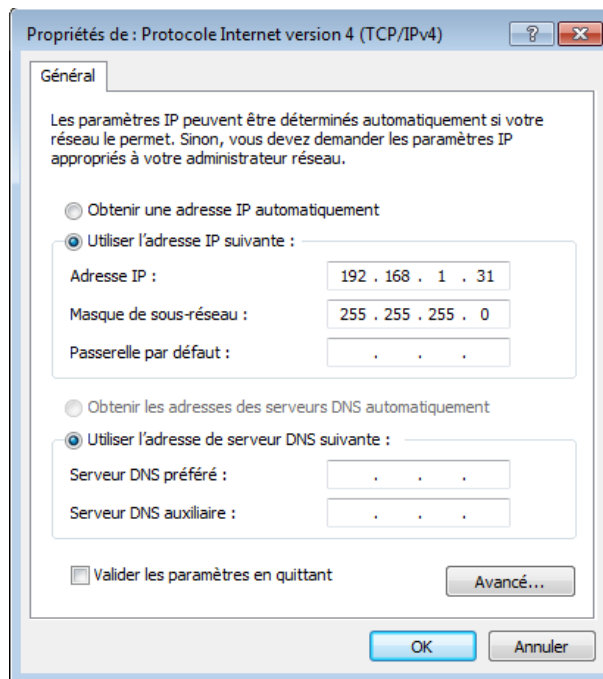 Propriétés de : Protocole Internet version 4 (TCP/IPv4)
Général
Les paramètres IP peuvent être déterminés automatiquement si votre
réseau le permet. Sinon, vous devez demander les paramètres IP
appropriés à votre administrateur réseau.
Obtenir une adresse IP automatiquement
Utiliser l'adresse IP suivante :
Adresse IP : 192 . 168 . 1 . 31
Masque de sous-réseau : 255 . 255 . 255 . 0
Passerelle par défaut : . . .
Obtenir les adresses des serveurs DNS automatiquement
Utiliser l'adresse de serveur DNS suivante :
Serveur DNS préféré : . . .
Serveur DNS auxiliaire : . . .
Valider les paramètres en quittant
Avancé...
OK Annuler